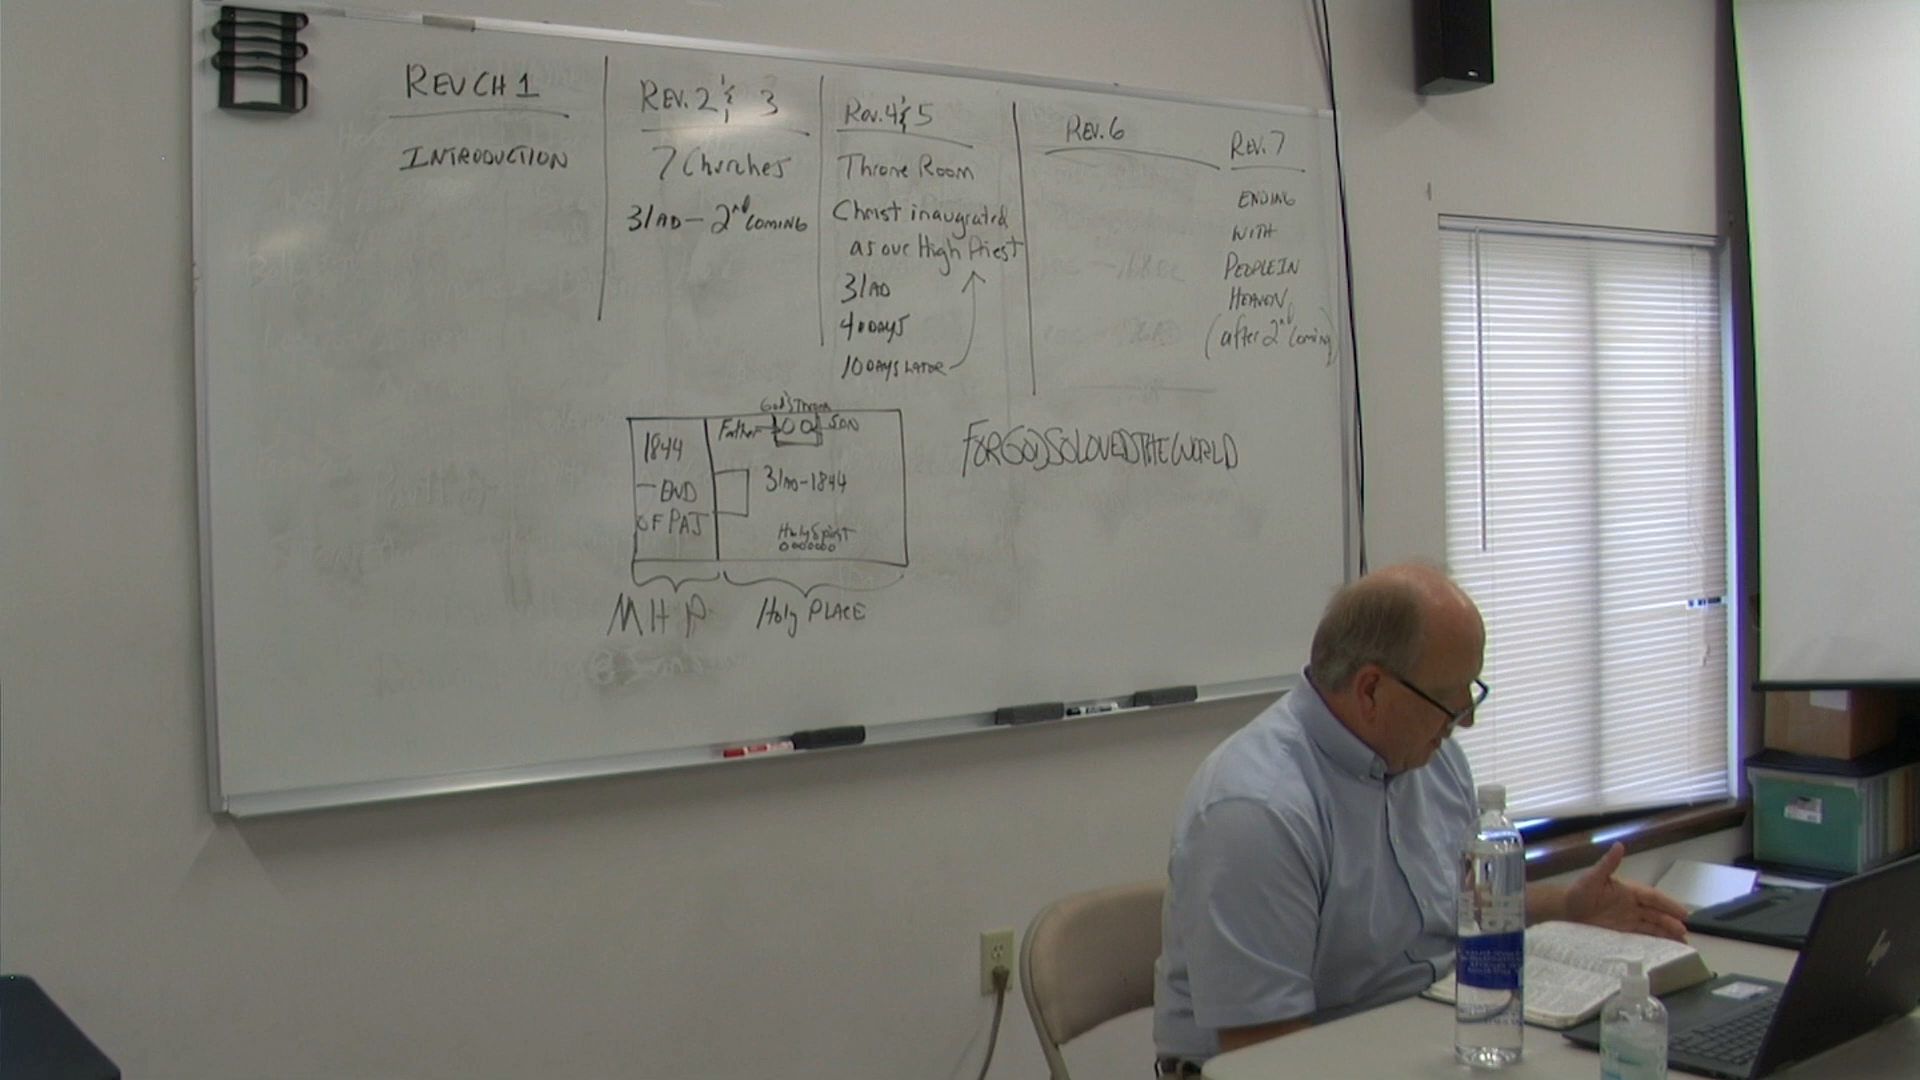 REV CH 1
INTRODUCTION
REV. 2 & 3
7 Churches
31 AD - 2nd COMING
Rev. 4 & 5
Throne Room
Christ inaugrated
as our High Priest
31 AD
40 DAYS
10 DAYS LATER
REV. 6
REV. 7
ENDING
WITH
PEOPLE IN
HEAVEN
(after 2nd Coming)
God's Throne
Father
SON
1844
- END
OF PAJ
31 AD - 1844
Holy Spirit
MHP
Holy PLACE
FORGODSOLOVEDTHEWORLD
hp